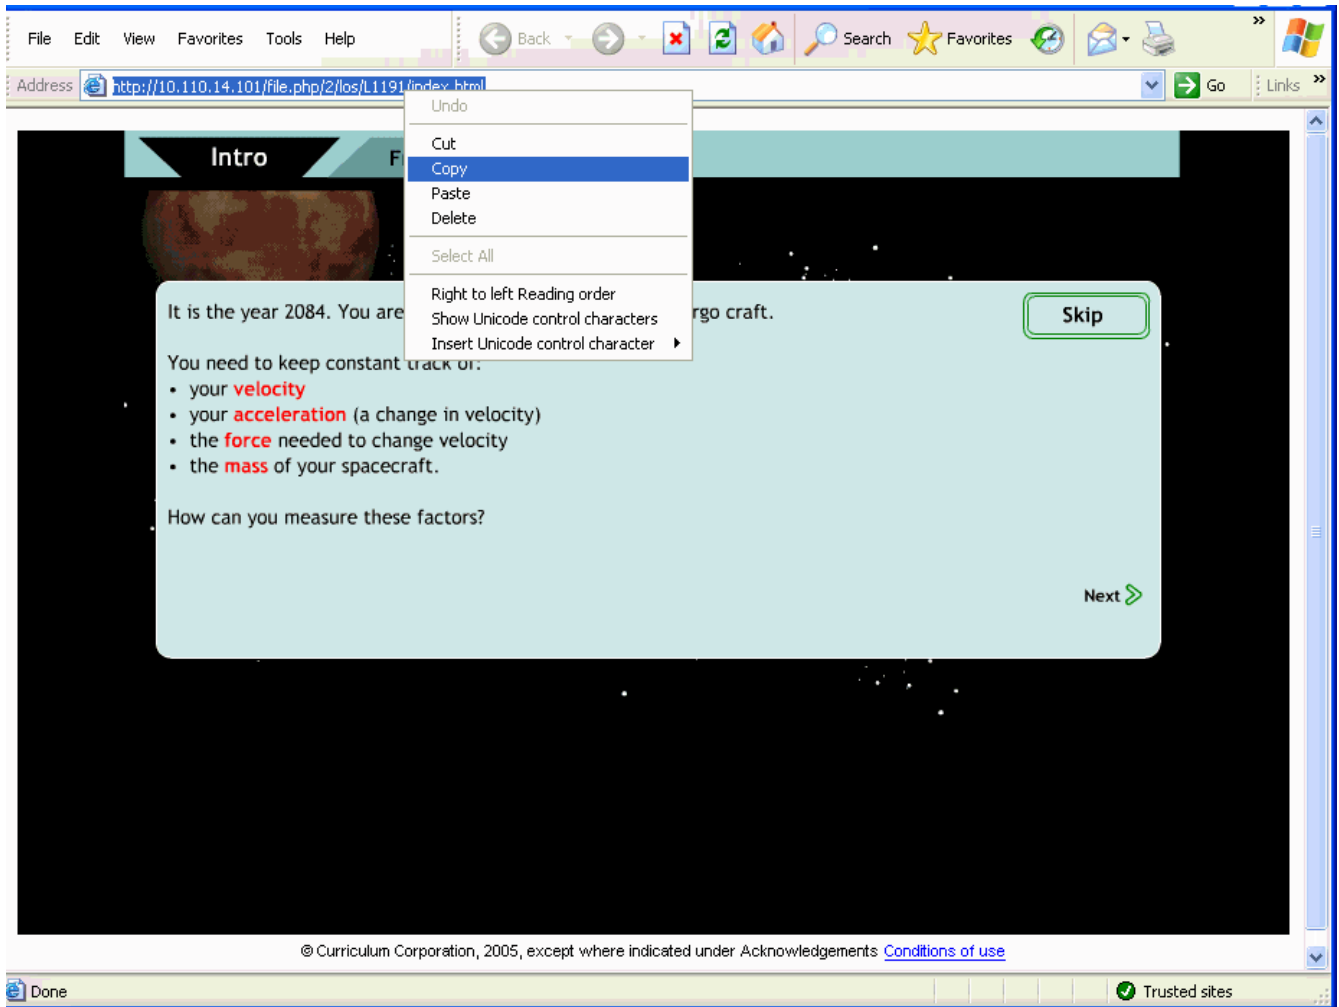 File Edit View Favorites Tools Help Back Search Favorites »
Address http://10.110.14.101/file.php/2/los/L1191/index.html Go Links »
Undo
Cut
Copy
Paste
Delete
Select All
Right to left Reading order
Show Unicode control characters
Insert Unicode control character
Intro F
It is the year 2084. You are rgo craft.
Skip
You need to keep constant track of:
• your velocity
• your acceleration (a change in velocity)
• the force needed to change velocity
• the mass of your spacecraft.
How can you measure these factors?
Next
© Curriculum Corporation, 2005, except where indicated under Acknowledgements Conditions of use
Done Trusted sites